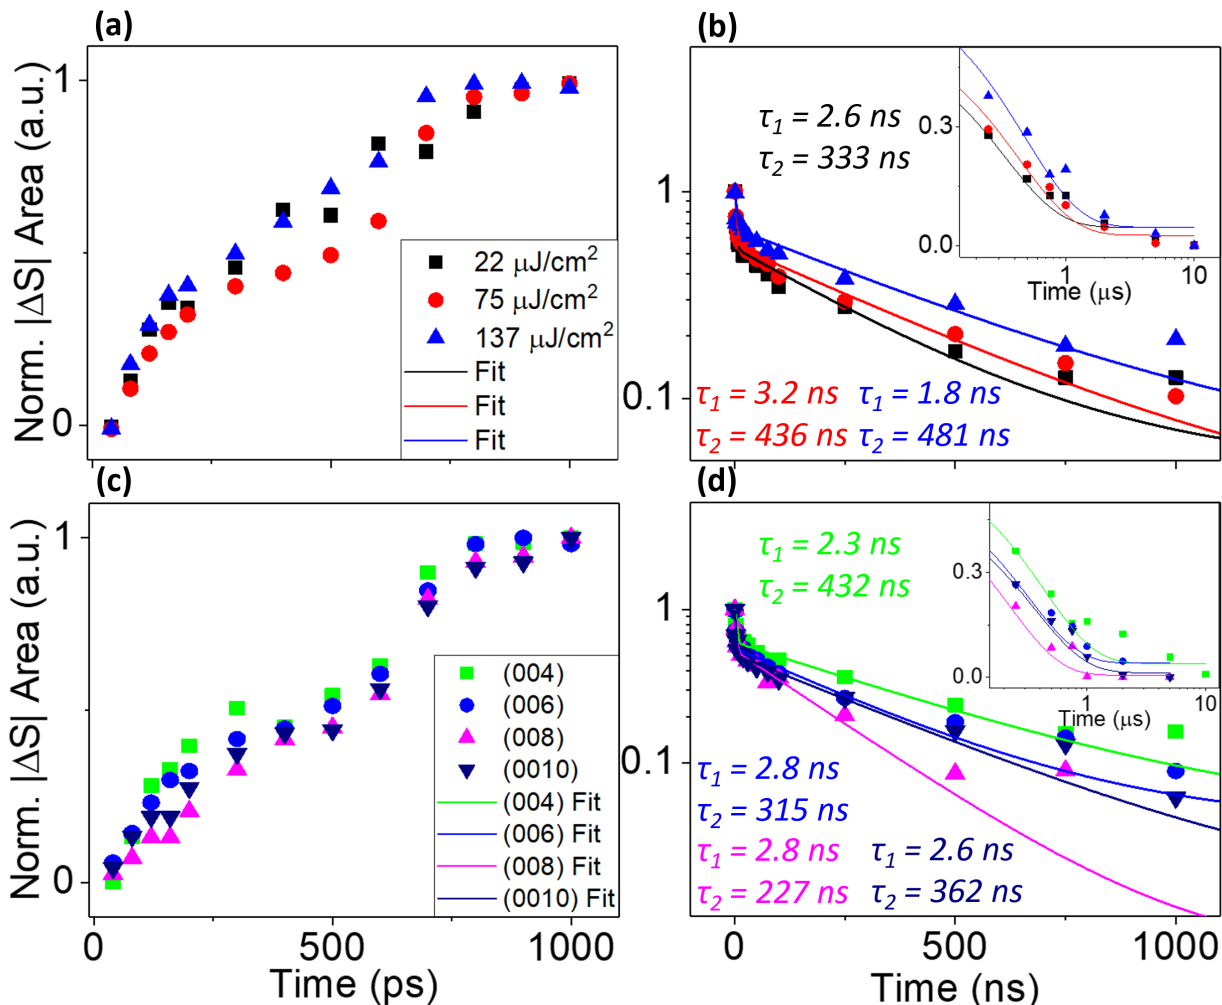 (a)
1
0
Norm. |ΔS| Area (a.u.)
22 μJ/cm²
75 μJ/cm²
137 μJ/cm²
Fit
Fit
Fit
(b)
τ₁ = 2.6 ns
τ₂ = 333 ns
0.3
0.0
1
10
Time (μs)
1
0.1
τ₁ = 3.2 ns τ₁ = 1.8 ns
τ₂ = 436 ns τ₂ = 481 ns
(c)
1
0
Norm. |ΔS| Area (a.u.)
(004)
(006)
(008)
(0010)
(004) Fit
(006) Fit
(008) Fit
(0010) Fit
0
500
1000
Time (ps)
(d)
τ₁ = 2.3 ns
τ₂ = 432 ns
0.3
0.0
1
10
Time (μs)
1
0.1
τ₁ = 2.8 ns
τ₂ = 315 ns
τ₁ = 2.8 ns τ₁ = 2.6 ns
τ₂ = 227 ns τ₂ = 362 ns
0
500
1000
Time (ns)